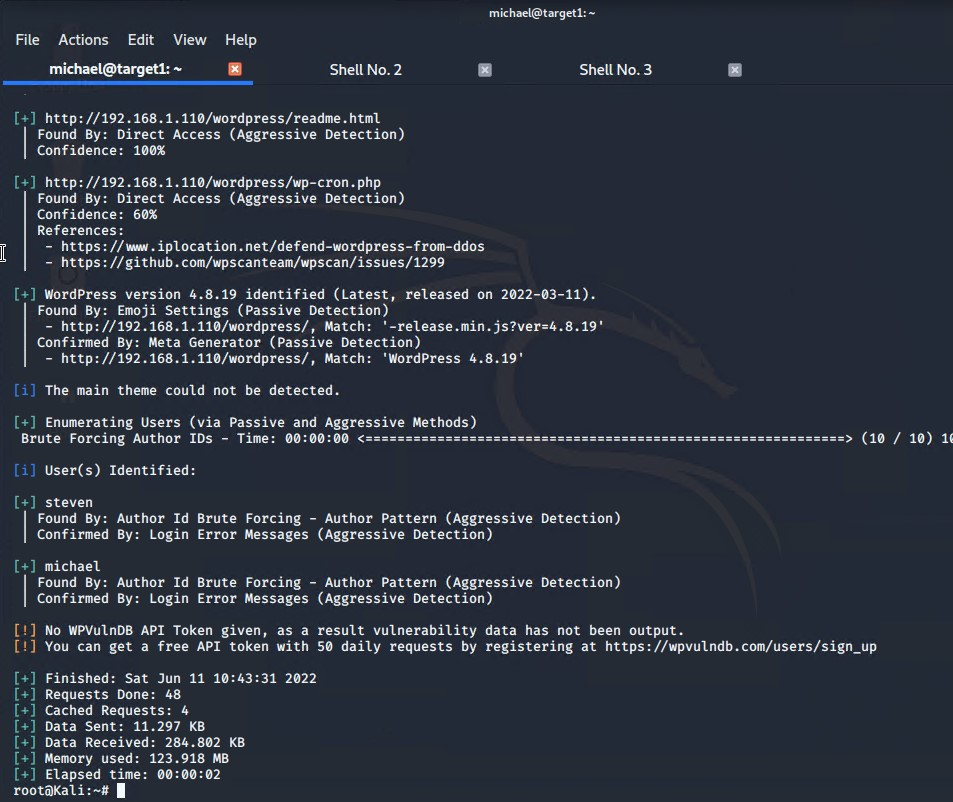 michael@target1: ~
File Actions Edit View Help
michael@target1: ~ Shell No. 2 Shell No. 3
[+] http://192.168.1.110/wordpress/readme.html
| Found By: Direct Access (Aggressive Detection)
| Confidence: 100%
[+] http://192.168.1.110/wordpress/wp-cron.php
| Found By: Direct Access (Aggressive Detection)
| Confidence: 60%
| References:
| - https://www.iplocation.net/defend-wordpress-from-ddos
| - https://github.com/wpscanteam/wpscan/issues/1299
[+] WordPress version 4.8.19 identified (Latest, released on 2022-03-11).
| Found By: Emoji Settings (Passive Detection)
| - http://192.168.1.110/wordpress/, Match: '-release.min.js?ver=4.8.19'
| Confirmed By: Meta Generator (Passive Detection)
| - http://192.168.1.110/wordpress/, Match: 'WordPress 4.8.19'
[i] The main theme could not be detected.
[+] Enumerating Users (via Passive and Aggressive Methods)
Brute Forcing Author IDs - Time: 00:00:00 <============================================================> (10 / 10) 10
[i] User(s) Identified:
[+] steven
| Found By: Author Id Brute Forcing - Author Pattern (Aggressive Detection)
| Confirmed By: Login Error Messages (Aggressive Detection)
[+] michael
| Found By: Author Id Brute Forcing - Author Pattern (Aggressive Detection)
| Confirmed By: Login Error Messages (Aggressive Detection)
[!] No WPVulnDB API Token given, as a result vulnerability data has not been output.
[!] You can get a free API token with 50 daily requests by registering at https://wpvulndb.com/users/sign_up
[+] Finished: Sat Jun 11 10:43:31 2022
[+] Requests Done: 48
[+] Cached Requests: 4
[+] Data Sent: 11.297 KB
[+] Data Received: 284.802 KB
[+] Memory used: 123.918 MB
[+] Elapsed time: 00:00:02
root@Kali:~#